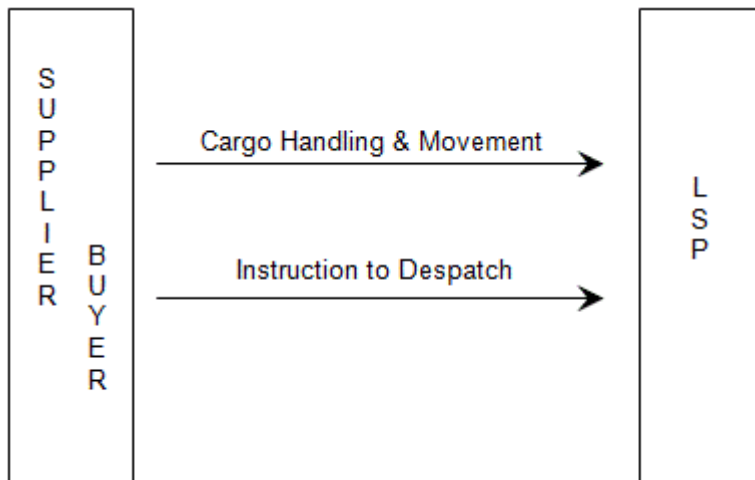 SUPPLIER
BUYER
Cargo Handling & Movement
Instruction to Despatch
LSP